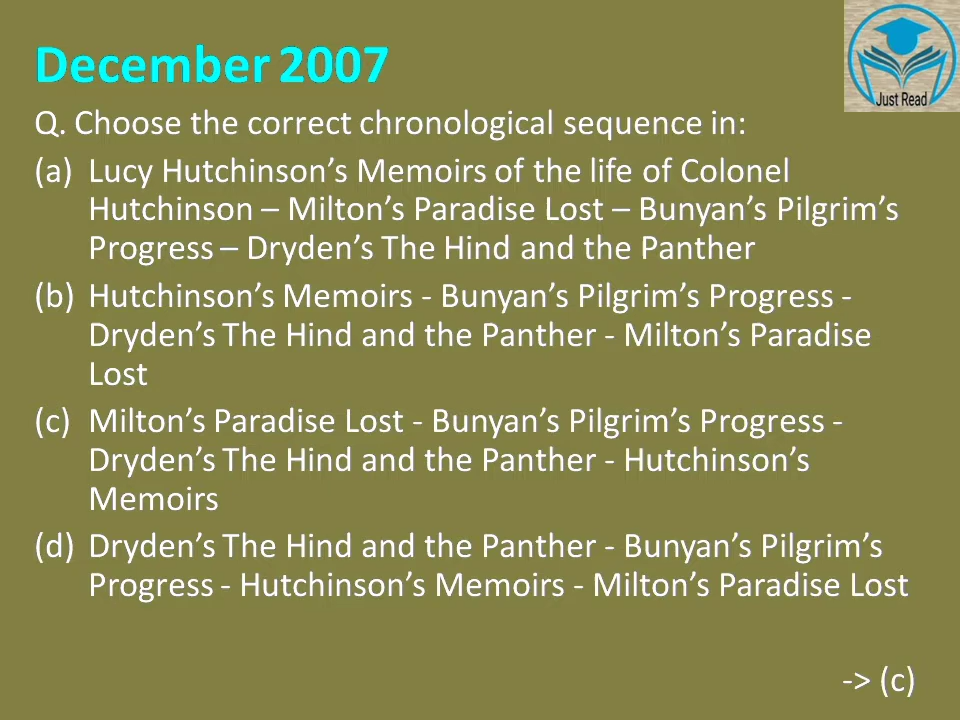 December 2007
Just Read
Q. Choose the correct chronological sequence in:
(a) Lucy Hutchinson’s Memoirs of the life of Colonel
Hutchinson – Milton’s Paradise Lost – Bunyan’s Pilgrim’s
Progress – Dryden’s The Hind and the Panther
(b) Hutchinson’s Memoirs - Bunyan’s Pilgrim’s Progress -
Dryden’s The Hind and the Panther - Milton’s Paradise
Lost
(c) Milton’s Paradise Lost - Bunyan’s Pilgrim’s Progress -
Dryden’s The Hind and the Panther - Hutchinson’s
Memoirs
(d) Dryden’s The Hind and the Panther - Bunyan’s Pilgrim’s
Progress - Hutchinson’s Memoirs - Milton’s Paradise Lost
-> (c)